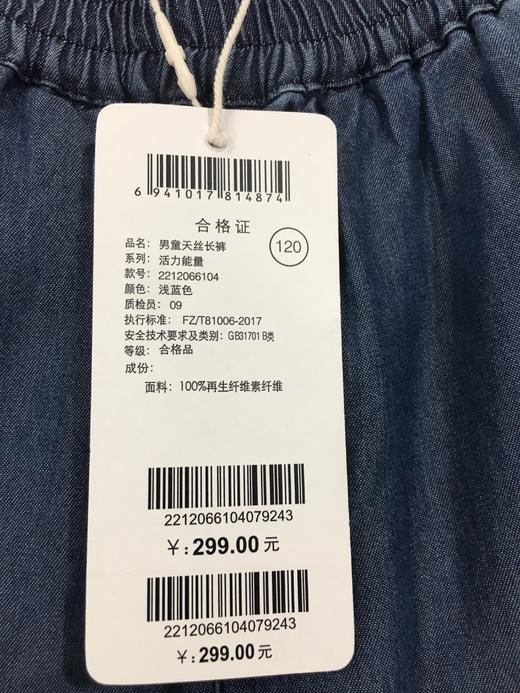 6 941017 814874
合格证
品名: 男童天丝长裤
120
系列: 活力能量
款号: 2212066104
颜色: 浅蓝色
质检员: 09
执行标准: FZ/T81006-2017
安全技术要求及类别: GB31701 B类
等级: 合格品
成份:
面料: 100%再生纤维素纤维
2212066104079243
¥: 299.00 元
2212066104079243
¥: 299.00 元